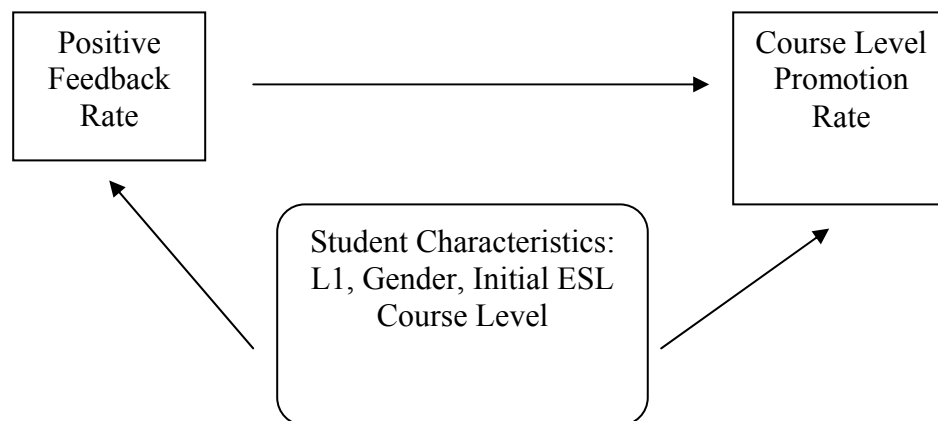 Positive
Feedback
Rate
Course Level
Promotion
Rate
Student Characteristics:
L1, Gender, Initial ESL
Course Level